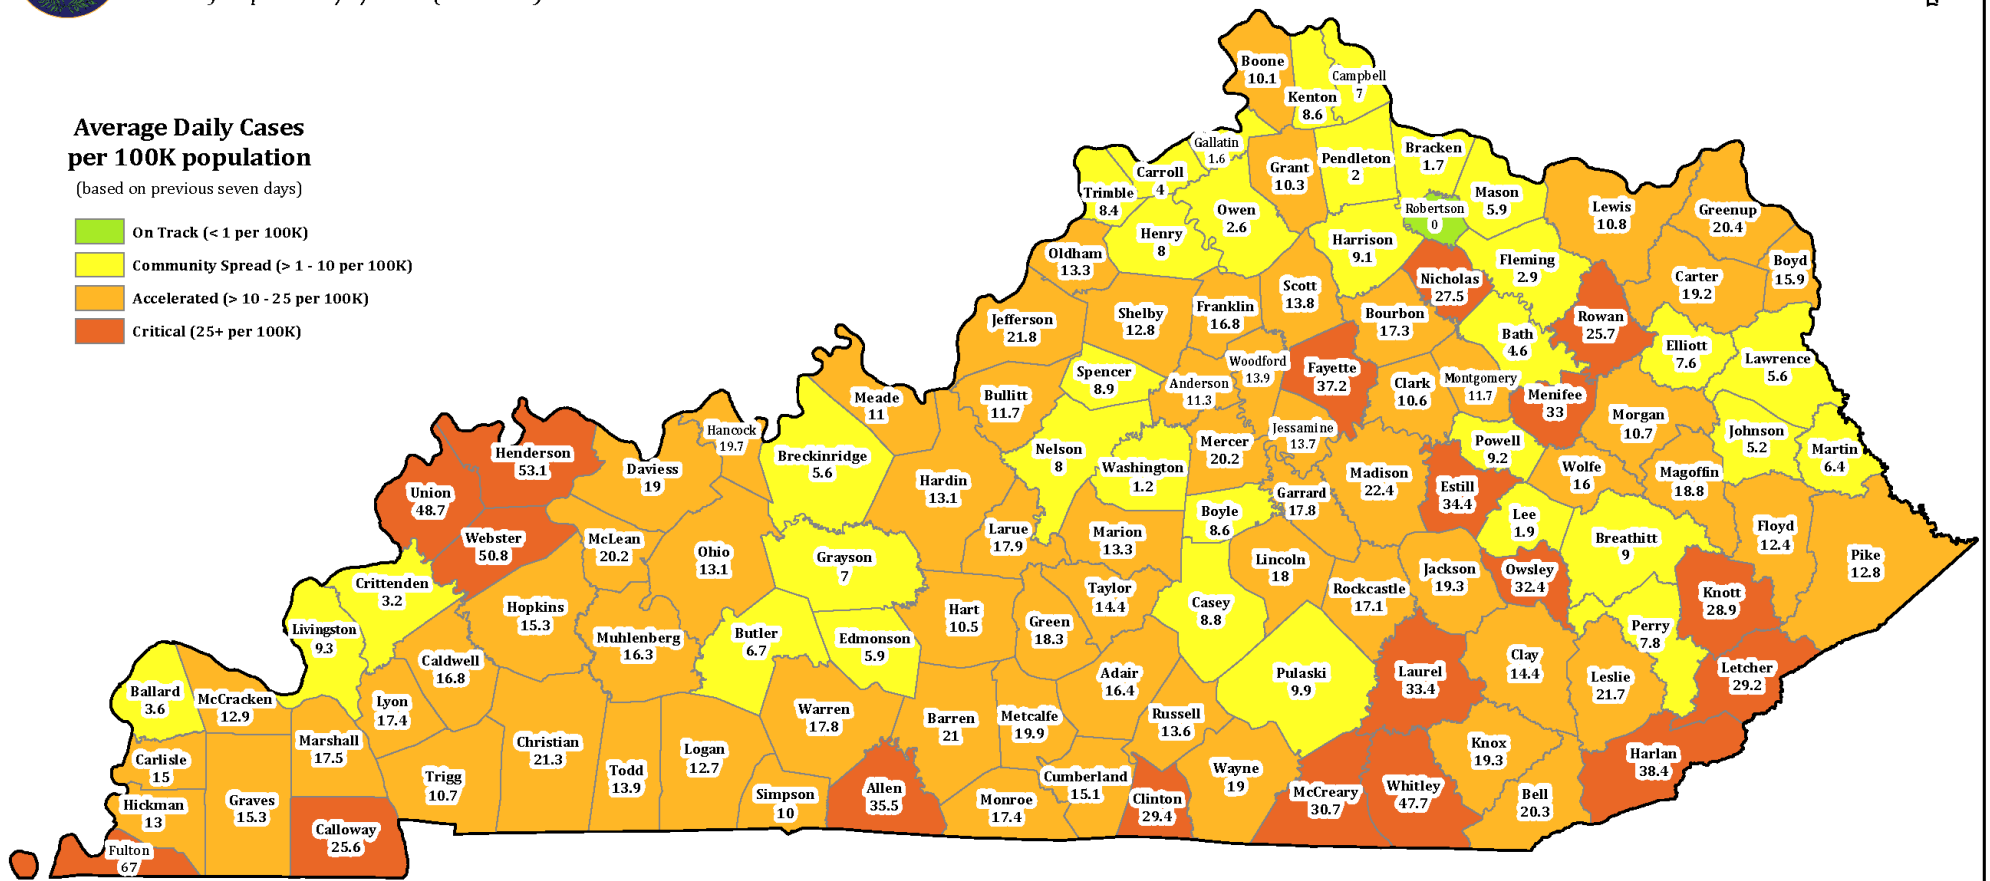 Average Daily Cases
per 100K population
(based on previous seven days)
On Track (< 1 per 100K)
Community Spread (> 1 - 10 per 100K)
Accelerated (> 10 - 25 per 100K)
Critical (25+ per 100K)
Boone
10.1
Kenton
8.6
Campbell
7
Gallatin
1.6
Carroll
4
Trimble
8.4
Grant
10.3
Pendleton
2
Bracken
1.7
Mason
5.9
Robertson
0
Lewis
10.8
Greenup
20.4
Boyd
15.9
Carter
19.2
Owen
2.6
Henry
8
Oldham
13.3
Harrison
9.1
Nicholas
27.5
Fleming
2.9
Rowan
25.7
Elliott
7.6
Lawrence
5.6
Jefferson
21.8
Shelby
12.8
Franklin
16.8
Scott
13.8
Bourbon
17.3
Bath
4.6
Woodford
13.9
Fayette
37.2
Clark
10.6
Montgomery
11.7
Menifee
33
Morgan
10.7
Johnson
5.2
Martin
6.4
Meade
11
Bullitt
11.7
Spencer
8.9
Anderson
11.3
Jessamine
13.7
Mercer
20.2
Nelson
8
Washington
1.2
Madison
22.4
Powell
9.2
Estill
34.4
Wolfe
16
Magoffin
18.8
Floyd
12.4
Pike
12.8
Hancock
19.7
Breckinridge
5.6
Henderson
53.1
Daviess
19
Union
48.7
Webster
50.8
McLean
20.2
Ohio
13.1
Hardin
13.1
Larue
17.9
Marion
13.3
Boyle
8.6
Garrard
17.8
Lee
1.9
Breathitt
9
Owsley
32.4
Knott
28.9
Crittenden
3.2
Livingston
9.3
Hopkins
15.3
Muhlenberg
16.3
Grayson
7
Butler
6.7
Edmonson
5.9
Hart
10.5
Green
18.3
Taylor
14.4
Casey
8.8
Lincoln
18
Rockcastle
17.1
Jackson
19.3
Perry
7.8
Letcher
29.2
Ballard
3.6
McCracken
12.9
Caldwell
16.8
Lyon
17.4
Warren
17.8
Barren
21
Metcalfe
19.9
Adair
16.4
Russell
13.6
Pulaski
9.9
Laurel
33.4
Clay
14.4
Leslie
21.7
Harlan
38.4
Carlisle
15
Marshall
17.5
Christian
21.3
Trigg
10.7
Todd
13.9
Logan
12.7
Simpson
10
Allen
35.5
Monroe
17.4
Cumberland
15.1
Clinton
29.4
Wayne
19
McCreary
30.7
Whitley
47.7
Knox
19.3
Bell
20.3
Hickman
13
Graves
15.3
Calloway
25.6
Fulton
67